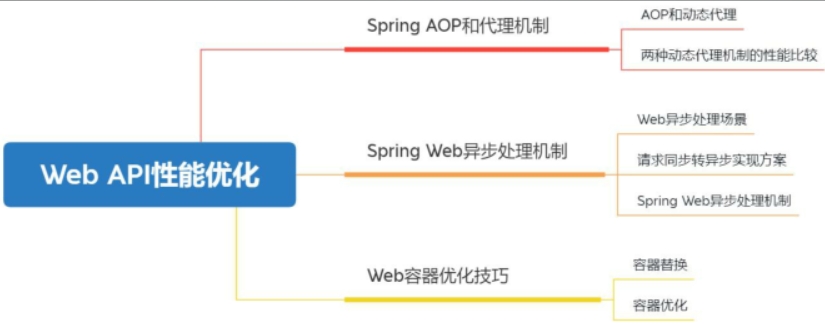 Web API性能优化
Spring AOP和代理机制
AOP和动态代理
两种动态代理机制的性能比较
Spring Web异步处理机制
Web异步处理场景
请求同步转异步实现方案
Spring Web异步处理机制
Web容器优化技巧
容器替换
容器优化